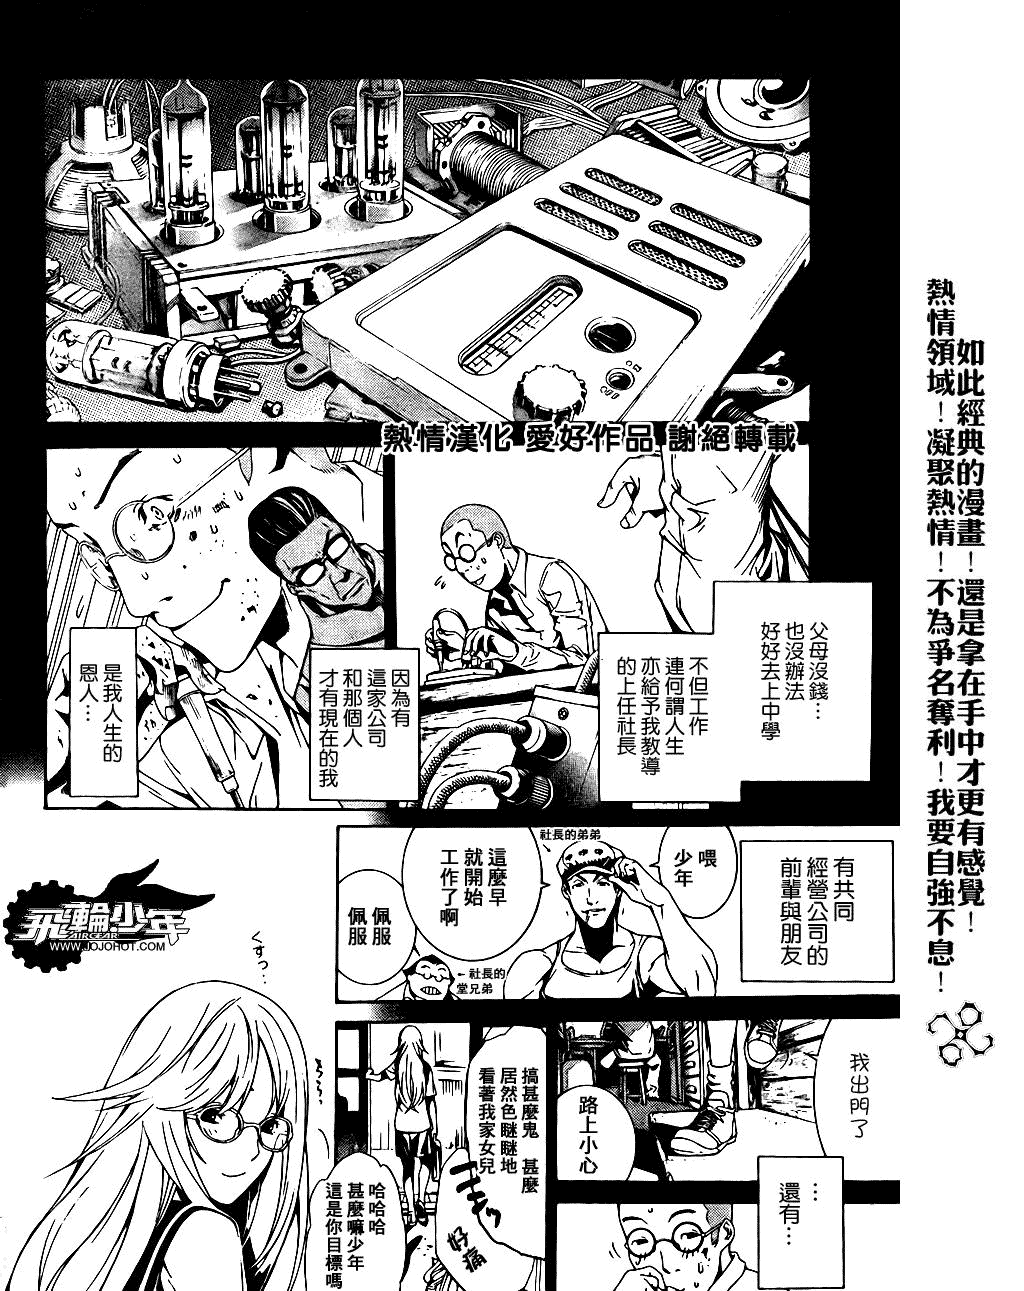 熱情漢化 愛好作品 謝絕轉載
如此經典的漫畫！還是拿在手中才更有感覺！
熱情領域！凝聚熱情！不為爭名奪利！我要自強不息！
父母沒錢…
也沒辦法
好好去上中學
不但工作
連何謂人生
亦給予我教導
的上任社長
因為有
這家公司
和那個人
才有現在的我
是我人生的
恩人…
有共同
經營公司的
前輩與朋友
喂
少年
社長的弟弟
這麼早
就開始
工作了啊
佩服
佩服
←社長的
堂兄弟
飛輪少年
AIRGEAR
WWW.JOJOHOT.COM
我出門了
路上小心
…
還有…
搞甚麼鬼 甚麼
居然色瞇瞇地
看著我家女兒
好痛
哈哈哈
甚麼嘛少年
這是你目標嗎
くすっ…